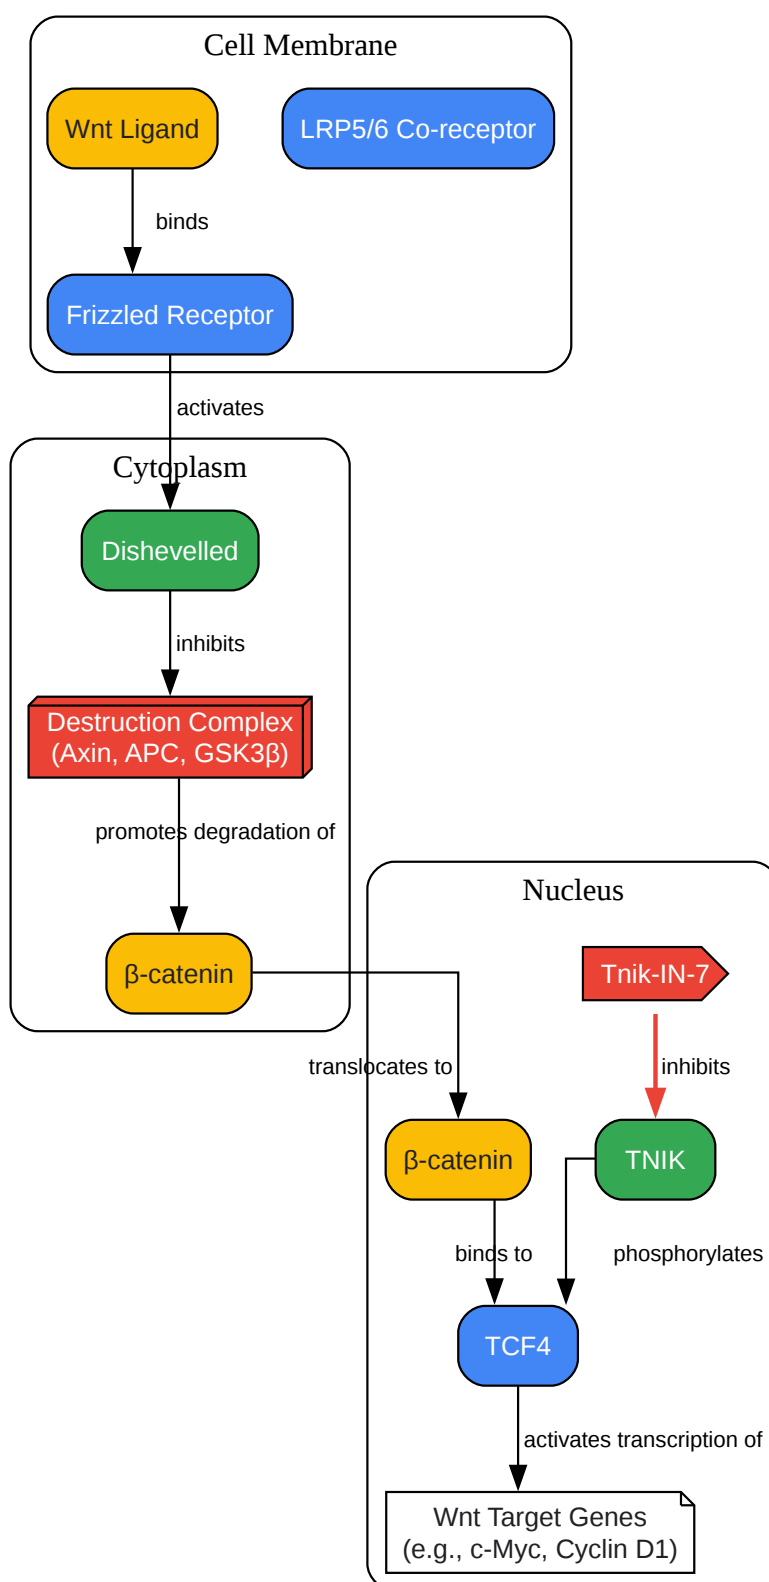 Cell Membrane
Wnt Ligand
LRP5/6 Co-receptor
binds
Frizzled Receptor
activates
Cytoplasm
Dishevelled
inhibits
Destruction Complex
(Axin, APC, GSK3β)
promotes degradation of
Nucleus
β-catenin
Tnik-IN-7
translocates to
inhibits
β-catenin
TNIK
binds to
phosphorylates
TCF4
activates transcription of
Wnt Target Genes
(e.g., c-Myc, Cyclin D1)